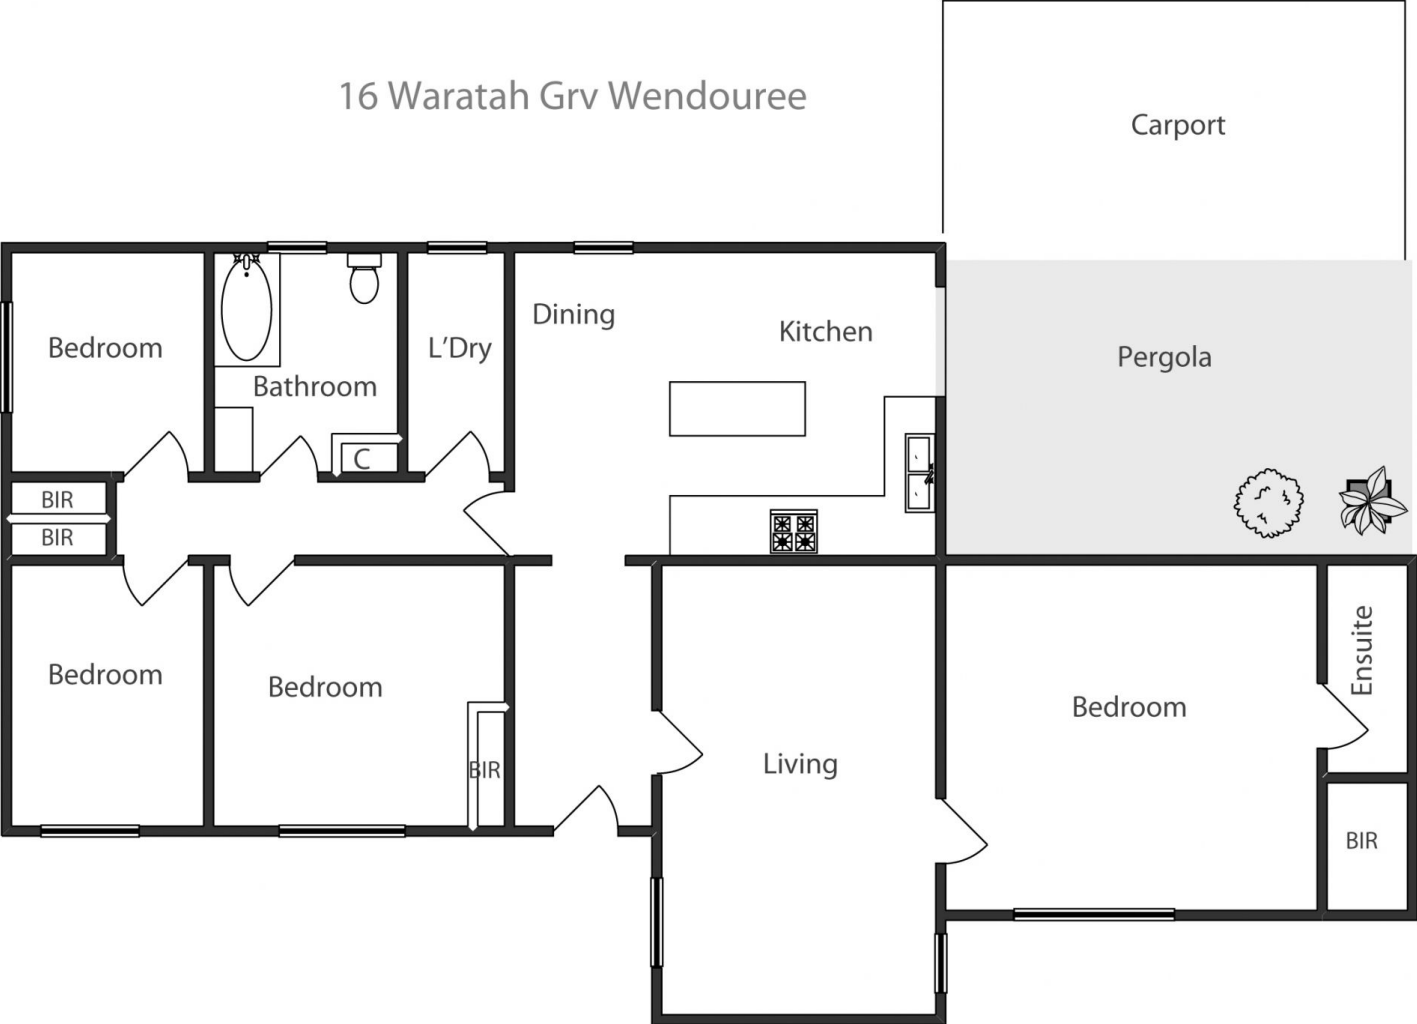 16 Waratah Grv Wendouree
Carport
Dining
Kitchen
Bedroom
L’Dry
Pergola
Bathroom
C
BIR
BIR
Bedroom
Bedroom
Ensuite
Bedroom
Living
BIR
BIR